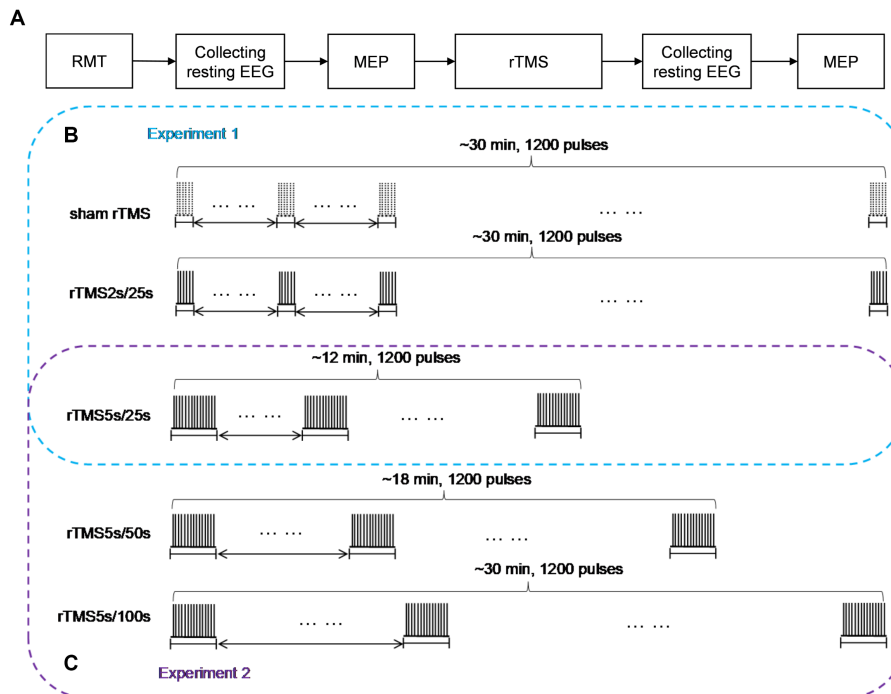 A
RMT
Collecting
resting EEG
MEP
rTMS
Collecting
resting EEG
MEP
B
Experiment 1
~30 min, 1200 pulses
sham rTMS
... ...
... ...
... ...
~30 min, 1200 pulses
rTMS2s/25s
... ...
... ...
... ...
~12 min, 1200 pulses
rTMS5s/25s
... ...
... ...
~18 min, 1200 pulses
rTMS5s/50s
... ...
... ...
~30 min, 1200 pulses
rTMS5s/100s
... ...
... ...
C
Experiment 2